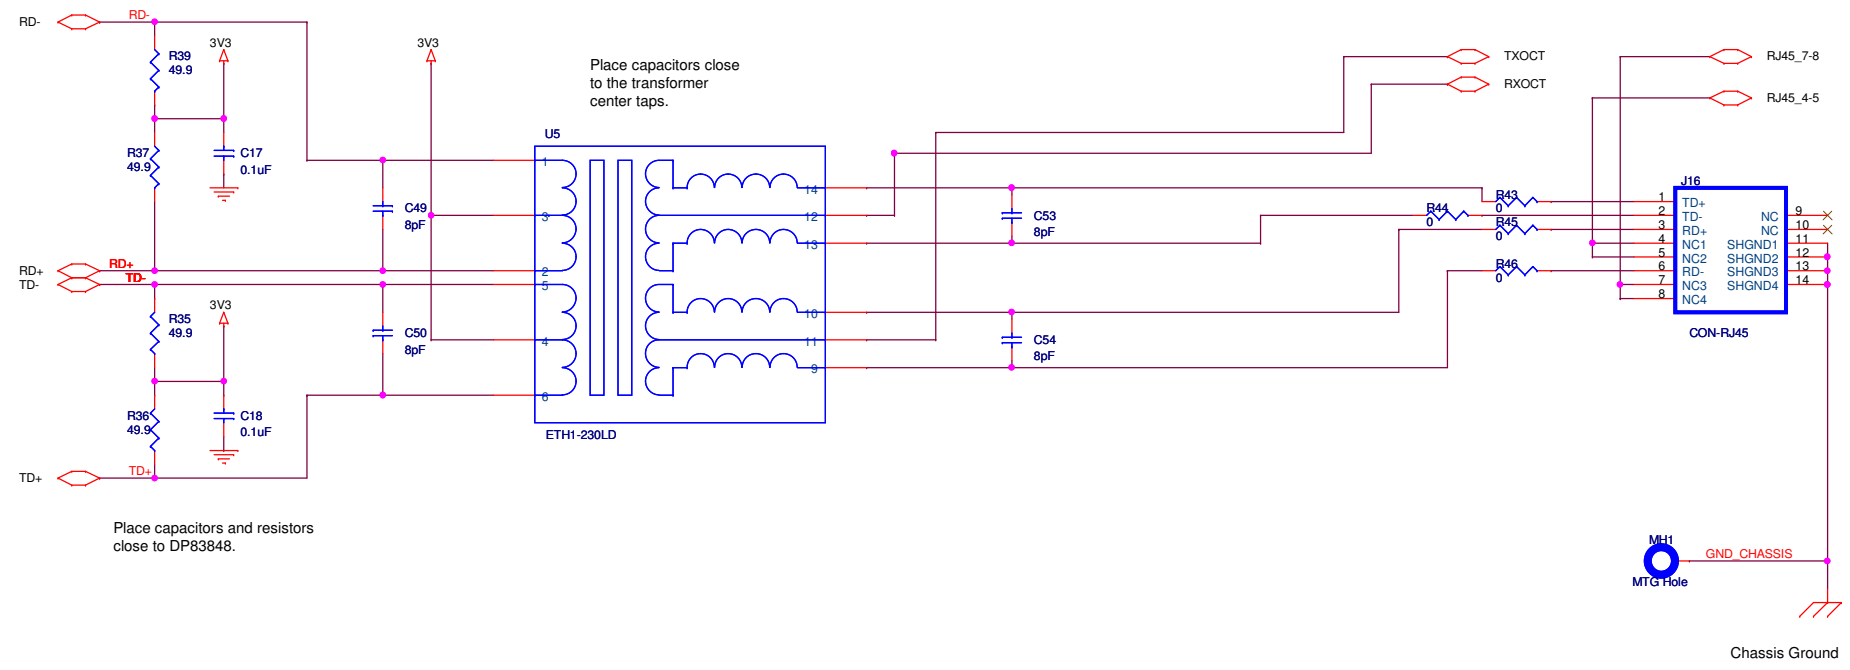 RD-
RD-
R39
49.9
3V3
R37
49.9
C17
0.1uF
3V3
Place capacitors close
to the transformer
center taps.
TXOCT
RXOCT
RJ45_7-8
RJ45_4-5
C49
8pF
RD+
RD+
TD-
TD-
R35
49.9
3V3
R36
49.9
C18
0.1uF
C50
8pF
TD+
TD+
U5
1
3
2
5
4
6
14
12
13
10
11
9
ETH1-230LD
C53
8pF
C54
8pF
R43
0
R44
0
R45
0
R46
0
J16
1 TD+
2 TD-
3 RD+
4 NC1
5 NC2
6 RD-
7 NC3
8 NC4
NC 9
NC 10
SHGND1 11
SHGND2 12
SHGND3 13
SHGND4 14
CON-RJ45
Place capacitors and resistors
close to DP83848.
MH1
MTG Hole
GND_CHASSIS
Chassis Ground